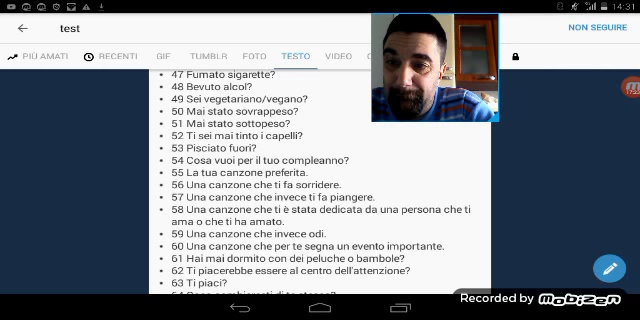 14:31
test
NON SEGUIRE
PIÙ AMATI RECENTI GIF TUMBLR FOTO TESTO VIDEO
47 Fumato sigarette?
48 Bevuto alcol?
49 Sei vegetariano/vegano?
50 Mai stato sovrappeso?
51 Mai stato sottopeso?
52 Ti sei mai tinto i capelli?
53 Pisciato fuori?
54 Cosa vuoi per il tuo compleanno?
55 La tua canzone preferita.
56 Una canzone che ti fa sorridere.
57 Una canzone che invece ti fa piangere.
58 Una canzone che ti è stata dedicata da una persona che ti
ama o che ti ha amato.
59 Una canzone che invece odi.
60 Una canzone che per te segna un evento importante.
61 Hai mai dormito con dei peluche o bambole?
62 Ti piacerebbe essere al centro dell'attenzione?
63 Ti piaci?
Recorded by Mobizen